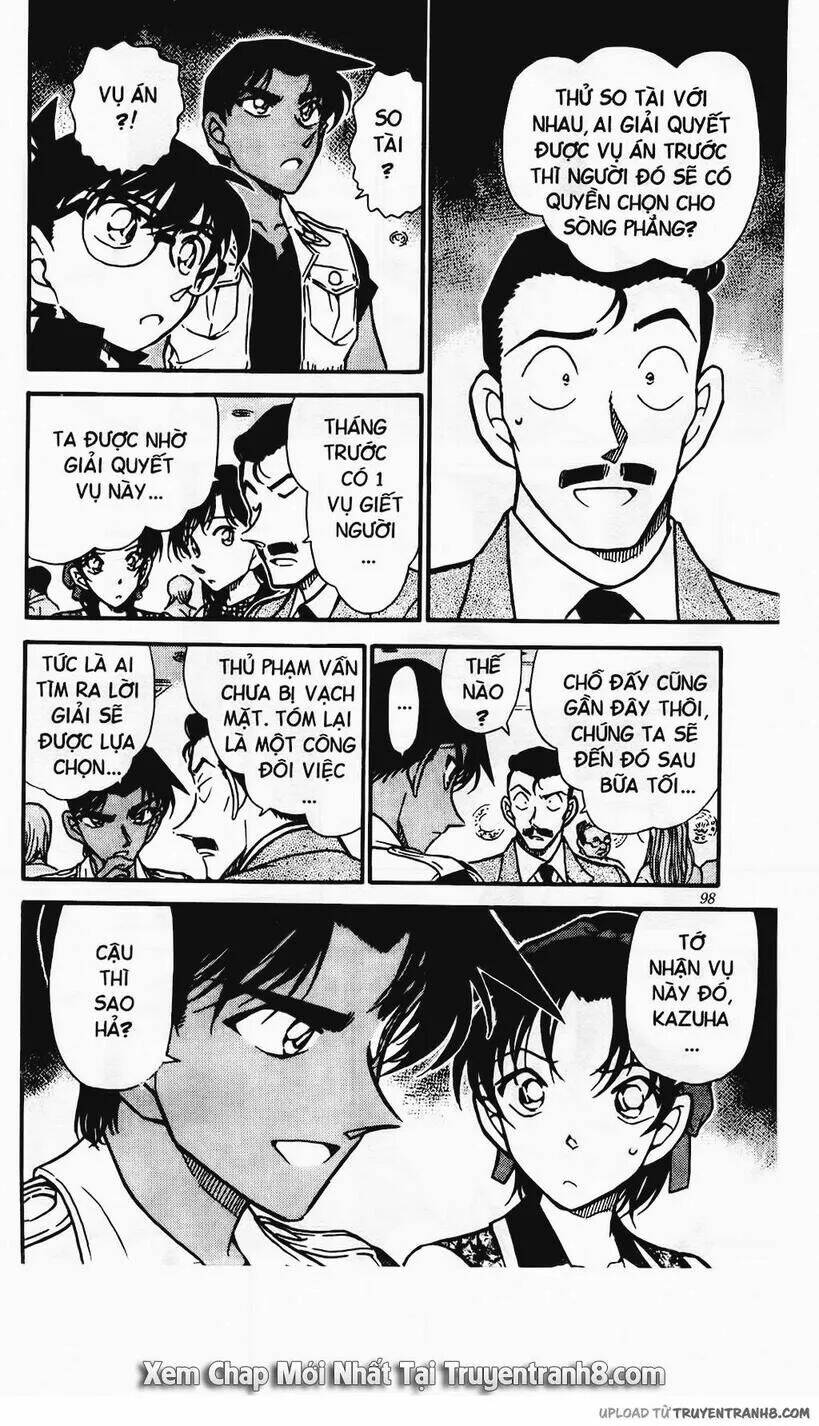 THỬ SO TÀI VỚI
NHAU, AI GIẢI QUYẾT
ĐƯỢC VỤ ÁN TRƯỚC
THÌ NGƯỜI ĐÓ SẼ CÓ
QUYỀN CHỌN CHO
SÒNG PHẲNG?
SO
TÀI
?
VỤ ÁN
?!
THÁNG
TRƯỚC
CÓ 1
VỤ GIẾT
NGƯỜI
...
TA ĐƯỢC NHỜ
GIẢI QUYẾT
VỤ NÀY...
CHỖ ĐẤY CŨNG
GẦN ĐÂY THÔI,
CHÚNG TA SẼ
ĐẾN ĐÓ SAU
BỮA TỐI...
THẾ
NÀO
?
...
THỦ PHẠM VẪN
CHƯA BỊ VẠCH
MẶT. TÓM LẠI
LÀ MỘT CÔNG
ĐÔI VIỆC
...
TỨC LÀ AI
TÌM RA LỜI
GIẢI SẼ
ĐƯỢC LỰA
CHỌN...
98
TỚ
NHẬN VỤ
NÀY ĐÓ,
KAZUHA
...
CẬU
THÌ
SAO
HẢ?
Xem Chap Mới Nhất Tại Truyentranh8.com
UPLOAD TỪ TRUYENTRANH8.COM